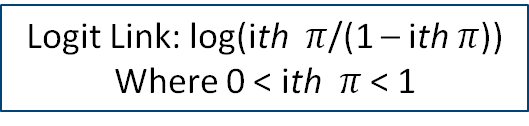 Logit Link: log(ith π/(1 – ith π))
Where 0 < ith π < 1